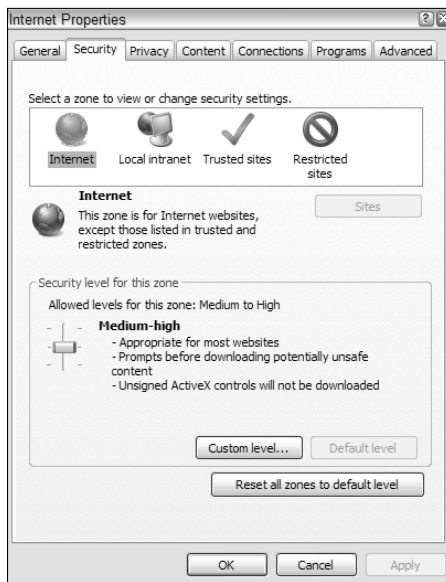 Internet Properties
General Security Privacy Content Connections Programs Advanced
Select a zone to view or change security settings.
Internet Local intranet Trusted sites Restricted
sites
Internet
Sites
This zone is for Internet websites,
except those listed in trusted and
restricted zones.
Security level for this zone
Allowed levels for this zone: Medium to High
Medium-high
- Appropriate for most websites
- Prompts before downloading potentially unsafe
content
- Unsigned ActiveX controls will not be downloaded
Custom level... Default level
Reset all zones to default level
OK Cancel Apply